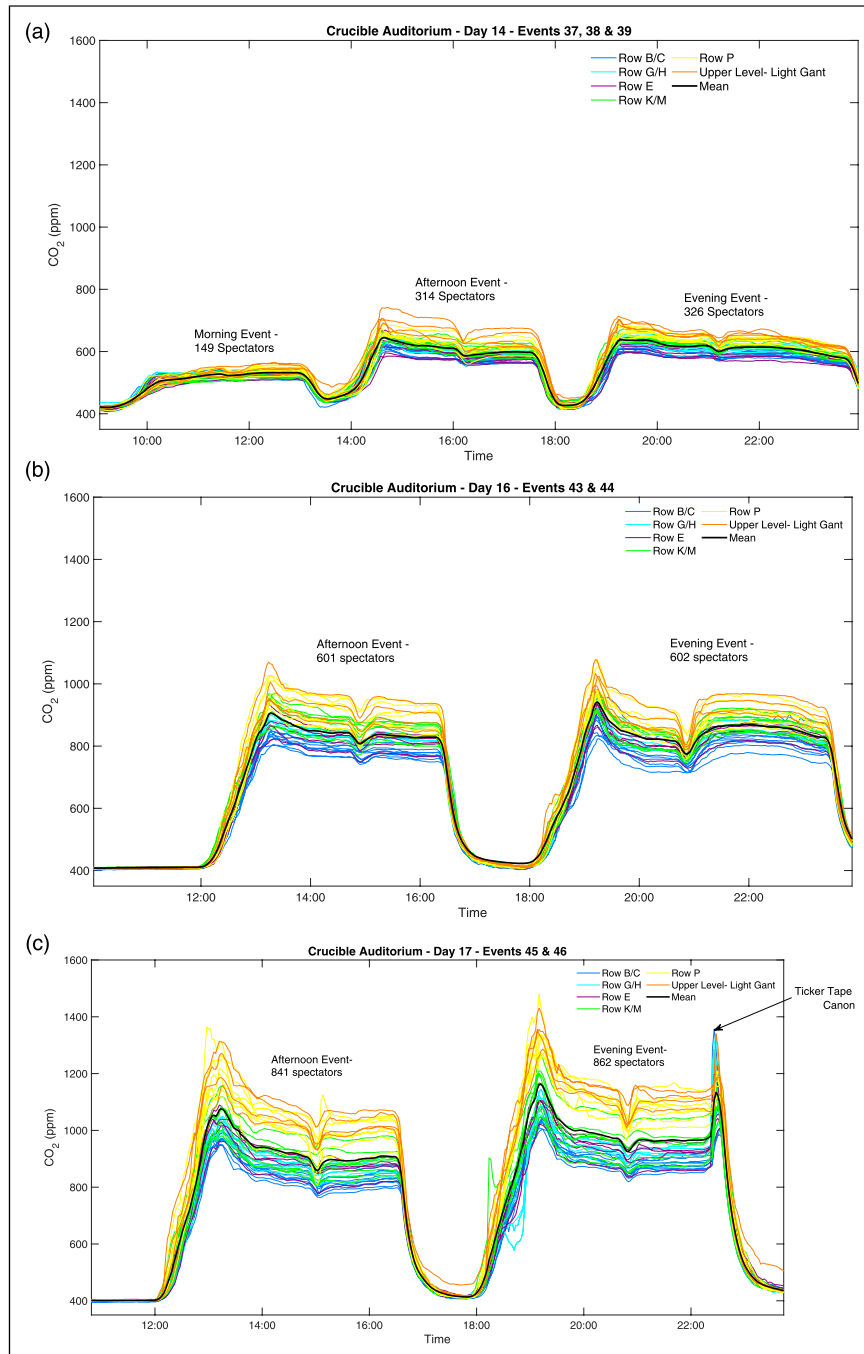 (a)
Crucible Auditorium - Day 14 - Events 37, 38 & 39
Row B/C
Row G/H
Row E
Row K/M
Row P
Upper Level- Light Gant
Mean
1600
1400
1200
1000
800
600
400
CO2 (ppm)
Morning Event -
149 Spectators
Afternoon Event -
314 Spectators
Evening Event -
326 Spectators
10:00
12:00
14:00
16:00
18:00
20:00
22:00
Time
(b)
Crucible Auditorium - Day 16 - Events 43 & 44
Row B/C
Row G/H
Row E
Row K/M
Row P
Upper Level- Light Gant
Mean
1600
1400
1200
1000
800
600
400
CO2 (ppm)
Afternoon Event -
601 spectators
Evening Event -
602 spectators
12:00
14:00
16:00
18:00
20:00
22:00
Time
(c)
Crucible Auditorium - Day 17 - Events 45 & 46
Row B/C
Row G/H
Row E
Row K/M
Row P
Upper Level- Light Gant
Mean
Ticker Tape
Canon
1600
1400
1200
1000
800
600
400
CO2 (ppm)
Afternoon Event-
841 spectators
Evening Event-
862 spectators
12:00
14:00
16:00
18:00
20:00
22:00
Time